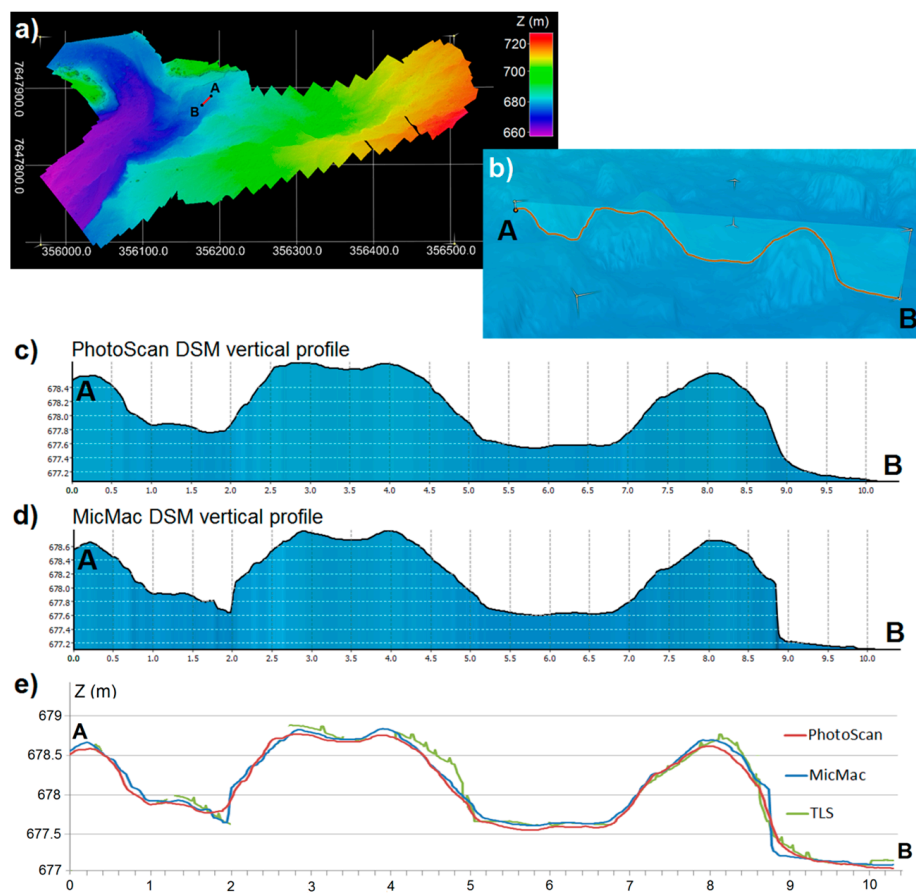 a)
Z (m)
720
700
680
660
7647900.0
7647800.0
A
B
356000.0 356100.0 356200.0 356300.0 356400.0 356500.0
b)
A
B
c) PhotoScan DSM vertical profile
A
678.4
678.2
678.0
677.8
677.6
677.4
677.2
B
0.0 0.5 1.0 1.5 2.0 2.5 3.0 3.5 4.0 4.5 5.0 5.5 6.0 6.5 7.0 7.5 8.0 8.5 9.0 9.5 10.0
d) MicMac DSM vertical profile
A
678.6
678.4
678.2
678.0
677.8
677.6
677.4
677.2
B
0.0 0.5 1.0 1.5 2.0 2.5 3.0 3.5 4.0 4.5 5.0 5.5 6.0 6.5 7.0 7.5 8.0 8.5 9.0 9.5 10.0
e) Z (m)
679
A
678.5
678
677.5
677
PhotoScan
MicMac
TLS
B
0 1 2 3 4 5 6 7 8 9 10